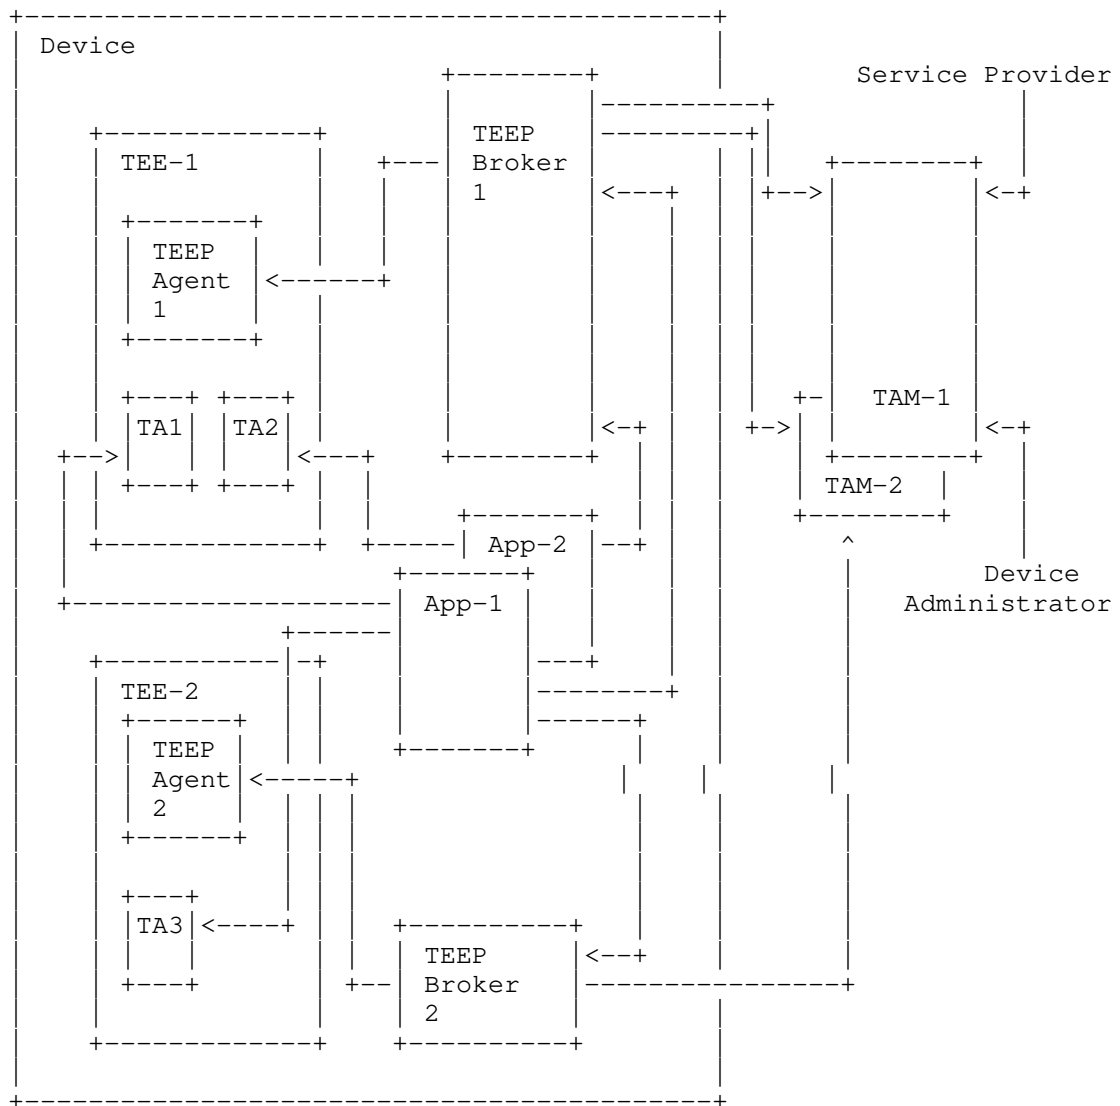 Device
Service Provider
TEEP
Broker
1
TEE-1
TEEP
Agent
1
TAM-1
TA1
TA2
TAM-2
App-2
Device
Administrator
App-1
TEE-2
TEEP
Agent
2
TA3
TEEP
Broker
2